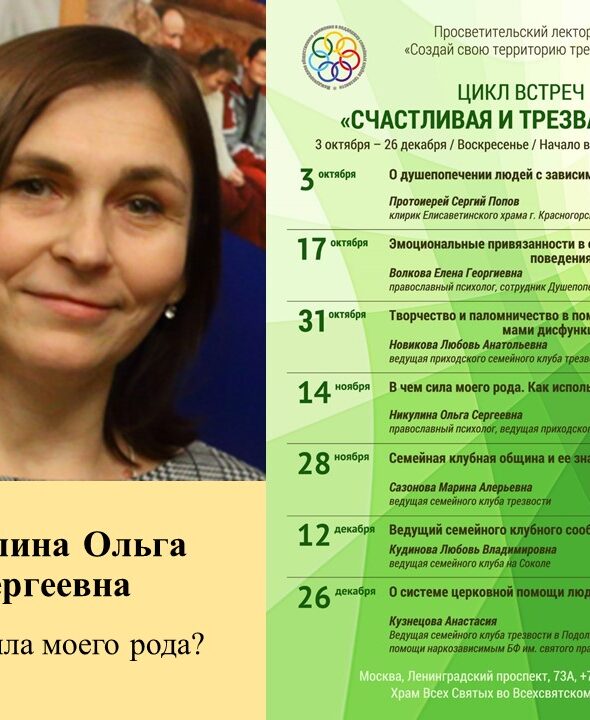 лина Ольга
ергеевна
ила моего рода?
Просветительский лектор
«Создай свою территорию тре
ЦИКЛ ВСТРЕЧ
«СЧАСТЛИВАЯ И ТРЕЗВА
3 октября – 26 декабря / Воскресенье / Начало в
3 октября
О душепопечении людей с зависим
Протоиерей Сергий Попов
клирик Елисаветинского храма г. Красногорс
17 октября
Эмоциональные привязанности в с
поведения
Волкова Елена Георгиевна
православный психолог, сотрудник Душепопе
31 октября
Творчество и паломничество в пом
мами дисфункц
Новикова Любовь Анатольевна
ведущая приходского семейного клуба трезво
14 ноября
В чем сила моего рода. Как исполь
Никулина Ольга Сергеевна
православный психолог, ведущая приходског
28 ноября
Семейная клубная община и ее зна
Сазонова Марина Алерьевна
ведущая семейного клуба трезвости
12 декабря
Ведущий семейного клубного сооб
Кудинова Любовь Владимировна
ведущая семейного клуба на Соколе
26 декабря
О системе церковной помощи люд
Кузнецова Анастасия
Ведущая семейного клуба трезвости в Подол
помощи наркозависимым БФ им. святого пра
Москва, Ленинградский проспект, 73А, +7
Храм Всех Святых во Всехсвятском